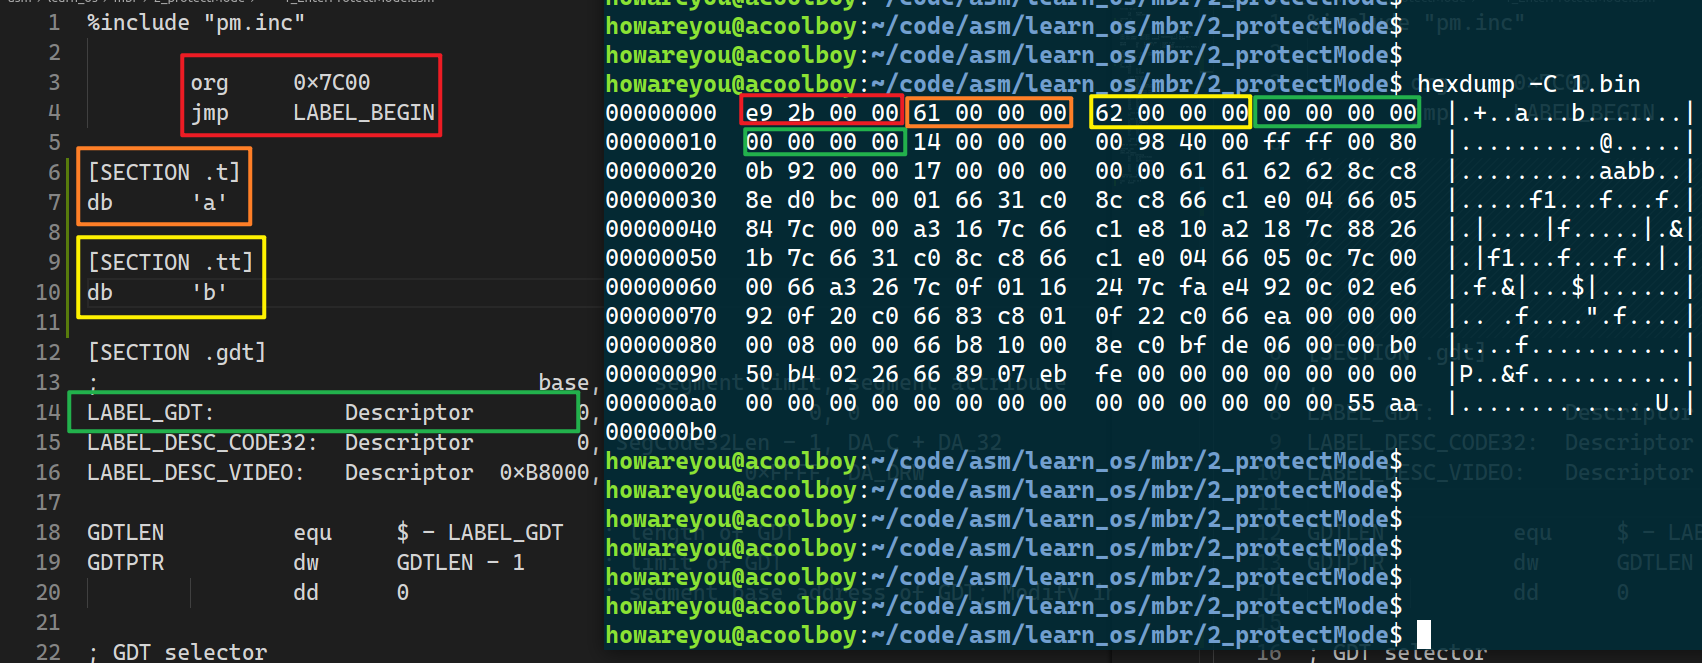 1 %include "pm.inc"
2
3 org 0×7C00
4 jmp LABEL_BEGIN
5
6 [SECTION .t]
7 db 'a'
8
9 [SECTION .tt]
10 db 'b'
11
12 [SECTION .gdt]
13 ; base,
14 LABEL_GDT: Descriptor 0,
15 LABEL_DESC_CODE32: Descriptor 0,
16 LABEL_DESC_VIDEO: Descriptor 0×B8000,
17
18 GDTLEN equ $ - LABEL_GDT
19 GDTPTR dw GDTLEN - 1
20 dd 0
21
22 ; GDT selector
howareyou@acoolboy:~/code/asm/learn_os/mbr/2_protectMode$
howareyou@acoolboy:~/code/asm/learn_os/mbr/2_protectMode$
howareyou@acoolboy:~/code/asm/learn_os/mbr/2_protectMode$
howareyou@acoolboy:~/code/asm/learn_os/mbr/2_protectMode$ hexdump -C 1.bin
00000000 e9 2b 00 00 61 00 00 00 62 00 00 00 00 00 00 00 |.+..a...b.......|
00000010 00 00 00 00 14 00 00 00 00 98 40 00 ff ff 00 80 |..........@.....|
00000020 0b 92 00 00 17 00 00 00 00 00 61 61 62 62 8c c8 |..........aabb..|
00000030 8e d0 bc 00 01 66 31 c0 8c c8 66 c1 e0 04 66 05 |.....f1...f...f.|
00000040 84 7c 00 00 a3 16 7c 66 c1 e8 10 a2 18 7c 88 26 |.|....|f.....|.&|
00000050 1b 7c 66 31 c0 8c c8 66 c1 e0 04 66 05 0c 7c 00 |.|f1...f...f..|.|
00000060 00 66 a3 26 7c 0f 01 16 24 7c fa e4 92 0c 02 e6 |.f.&|...$|......|
00000070 92 0f 20 c0 66 83 c8 01 0f 22 c0 66 ea 00 00 00 |.. .f....".f....|
00000080 00 08 00 00 66 b8 10 00 8e c0 bf de 06 00 00 b0 |....f...........|
00000090 50 b4 02 26 66 89 07 eb fe 00 00 00 00 00 00 00 |P..&f...........|
000000a0 00 00 00 00 00 00 00 00 00 00 00 00 00 00 55 aa |..............U.|
000000b0
howareyou@acoolboy:~/code/asm/learn_os/mbr/2_protectMode$
howareyou@acoolboy:~/code/asm/learn_os/mbr/2_protectMode$
howareyou@acoolboy:~/code/asm/learn_os/mbr/2_protectMode$
howareyou@acoolboy:~/code/asm/learn_os/mbr/2_protectMode$
howareyou@acoolboy:~/code/asm/learn_os/mbr/2_protectMode$
howareyou@acoolboy:~/code/asm/learn_os/mbr/2_protectMode$
howareyou@acoolboy:~/code/asm/learn_os/mbr/2_protectMode$
16 ; GDT selector